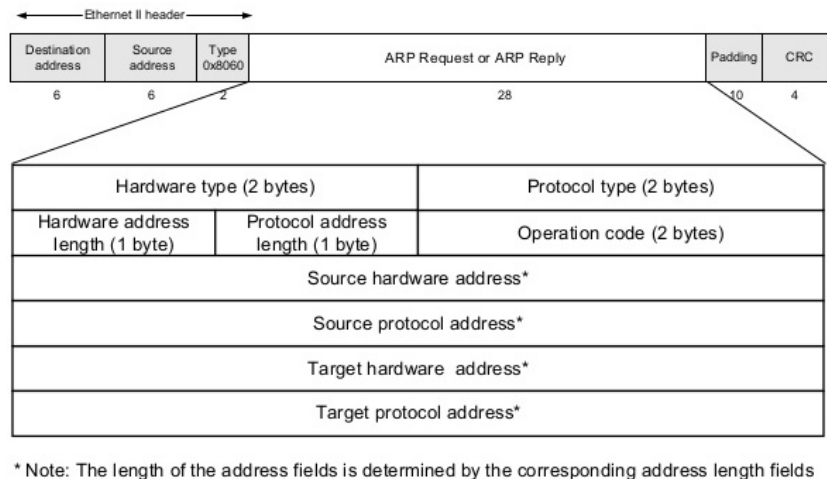 Ethernet II header
Destination
address
Source
address
Type
0x8060
ARP Request or ARP Reply
Padding
CRC
6
6
2
28
10
4
Hardware type (2 bytes)
Protocol type (2 bytes)
Hardware address
length (1 byte)
Protocol address
length (1 byte)
Operation code (2 bytes)
Source hardware address*
Source protocol address*
Target hardware address*
Target protocol address*
* Note: The length of the address fields is determined by the corresponding address length fields